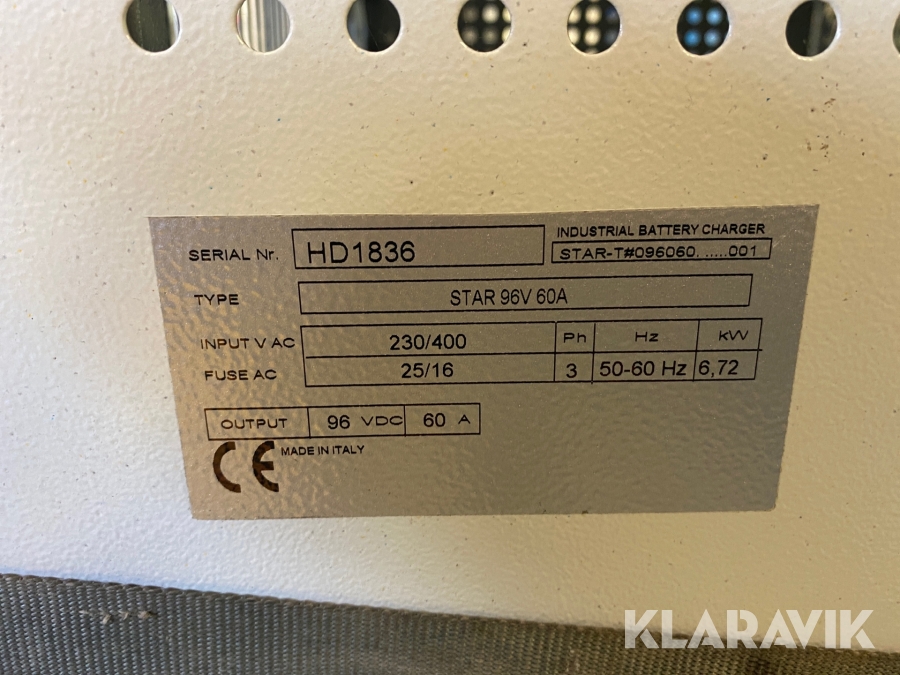 SERIAL Nr. HD1836
INDUSTRIAL BATTERY CHARGER
STAR-T#096060. .....001
TYPE STAR 96V 60A
INPUT V AC 230/400 Ph Hz kW
FUSE AC 25/16 3 50-60 Hz 6,72
OUTPUT 96 VDC 60 A
CE MADE IN ITALY
KLARAVIK